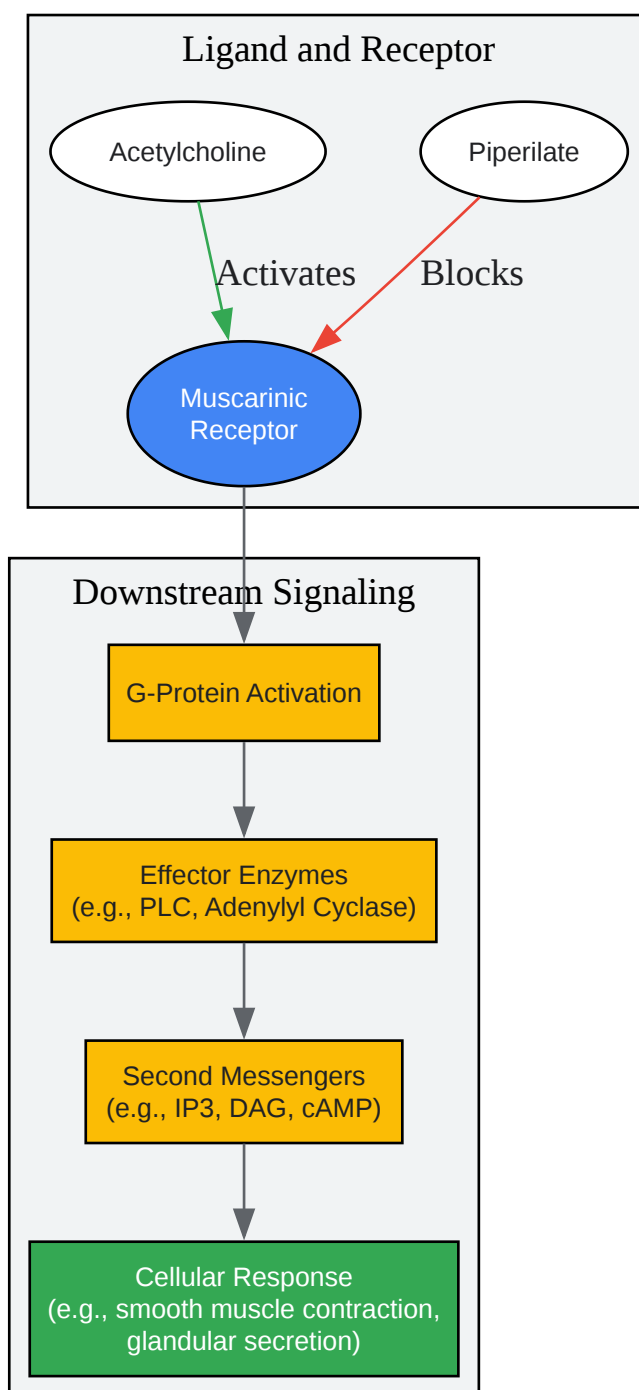 Ligand and Receptor
Acetylcholine
Piperilate
Activates
Blocks
Muscarinic
Receptor
Downstream Signaling
G-Protein Activation
Effector Enzymes
(e.g., PLC, Adenylyl Cyclase)
Second Messengers
(e.g., IP3, DAG, cAMP)
Cellular Response
(e.g., smooth muscle contraction,
glandular secretion)